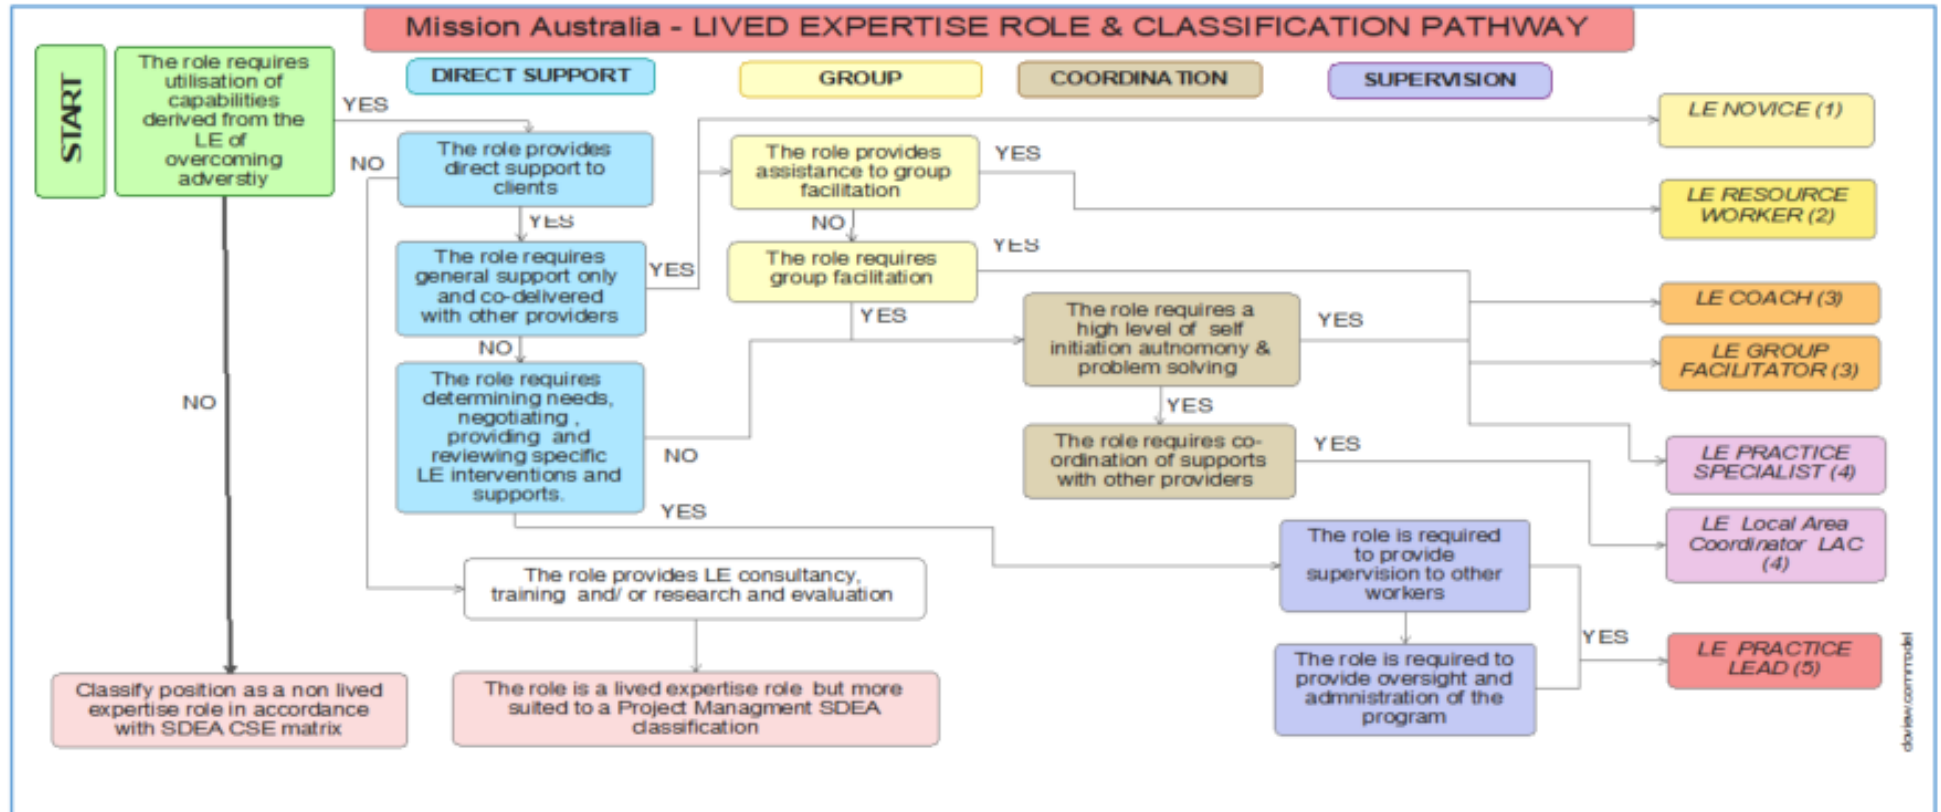 Mission Australia - LIVED EXPERTISE ROLE & CLASSIFICATION PATHWAY
START
The role requires
utilisation of
capabilities
derived from the
LE of
overcoming
adverstiy
YES
NO
DIRECT SUPPORT
GROUP
COORDINATION
SUPERVISION
The role provides
direct support to
clients
NO
YES
The role requires
general support only
and co-delivered
with other providers
YES
NO
The role requires
determining needs,
negotiating ,
providing and
reviewing specific
LE interventions and
supports.
NO
YES
The role provides
assistance to group
facilitation
YES
NO
The role requires
group facilitation
YES
YES
The role requires a
high level of self
initiation autnomony &
problem solving
YES
YES
The role requires co-
ordination of supports
with other providers
YES
The role is required
to provide
supervision to other
workers
The role is required to
provide oversight and
admnistration of the
program
YES
LE NOVICE (1)
LE RESOURCE
WORKER (2)
LE COACH (3)
LE GROUP
FACILITATOR (3)
LE PRACTICE
SPECIALIST (4)
LE Local Area
Coordinator LAC
(4)
LE PRACTICE
LEAD (5)
The role provides LE consultancy,
training and/ or research and evaluation
Classify position as a non lived
expertise role in accordance
with SDEA CSE matrix
The role is a lived expertise role but more
suited to a Project Managment SDEA
classification